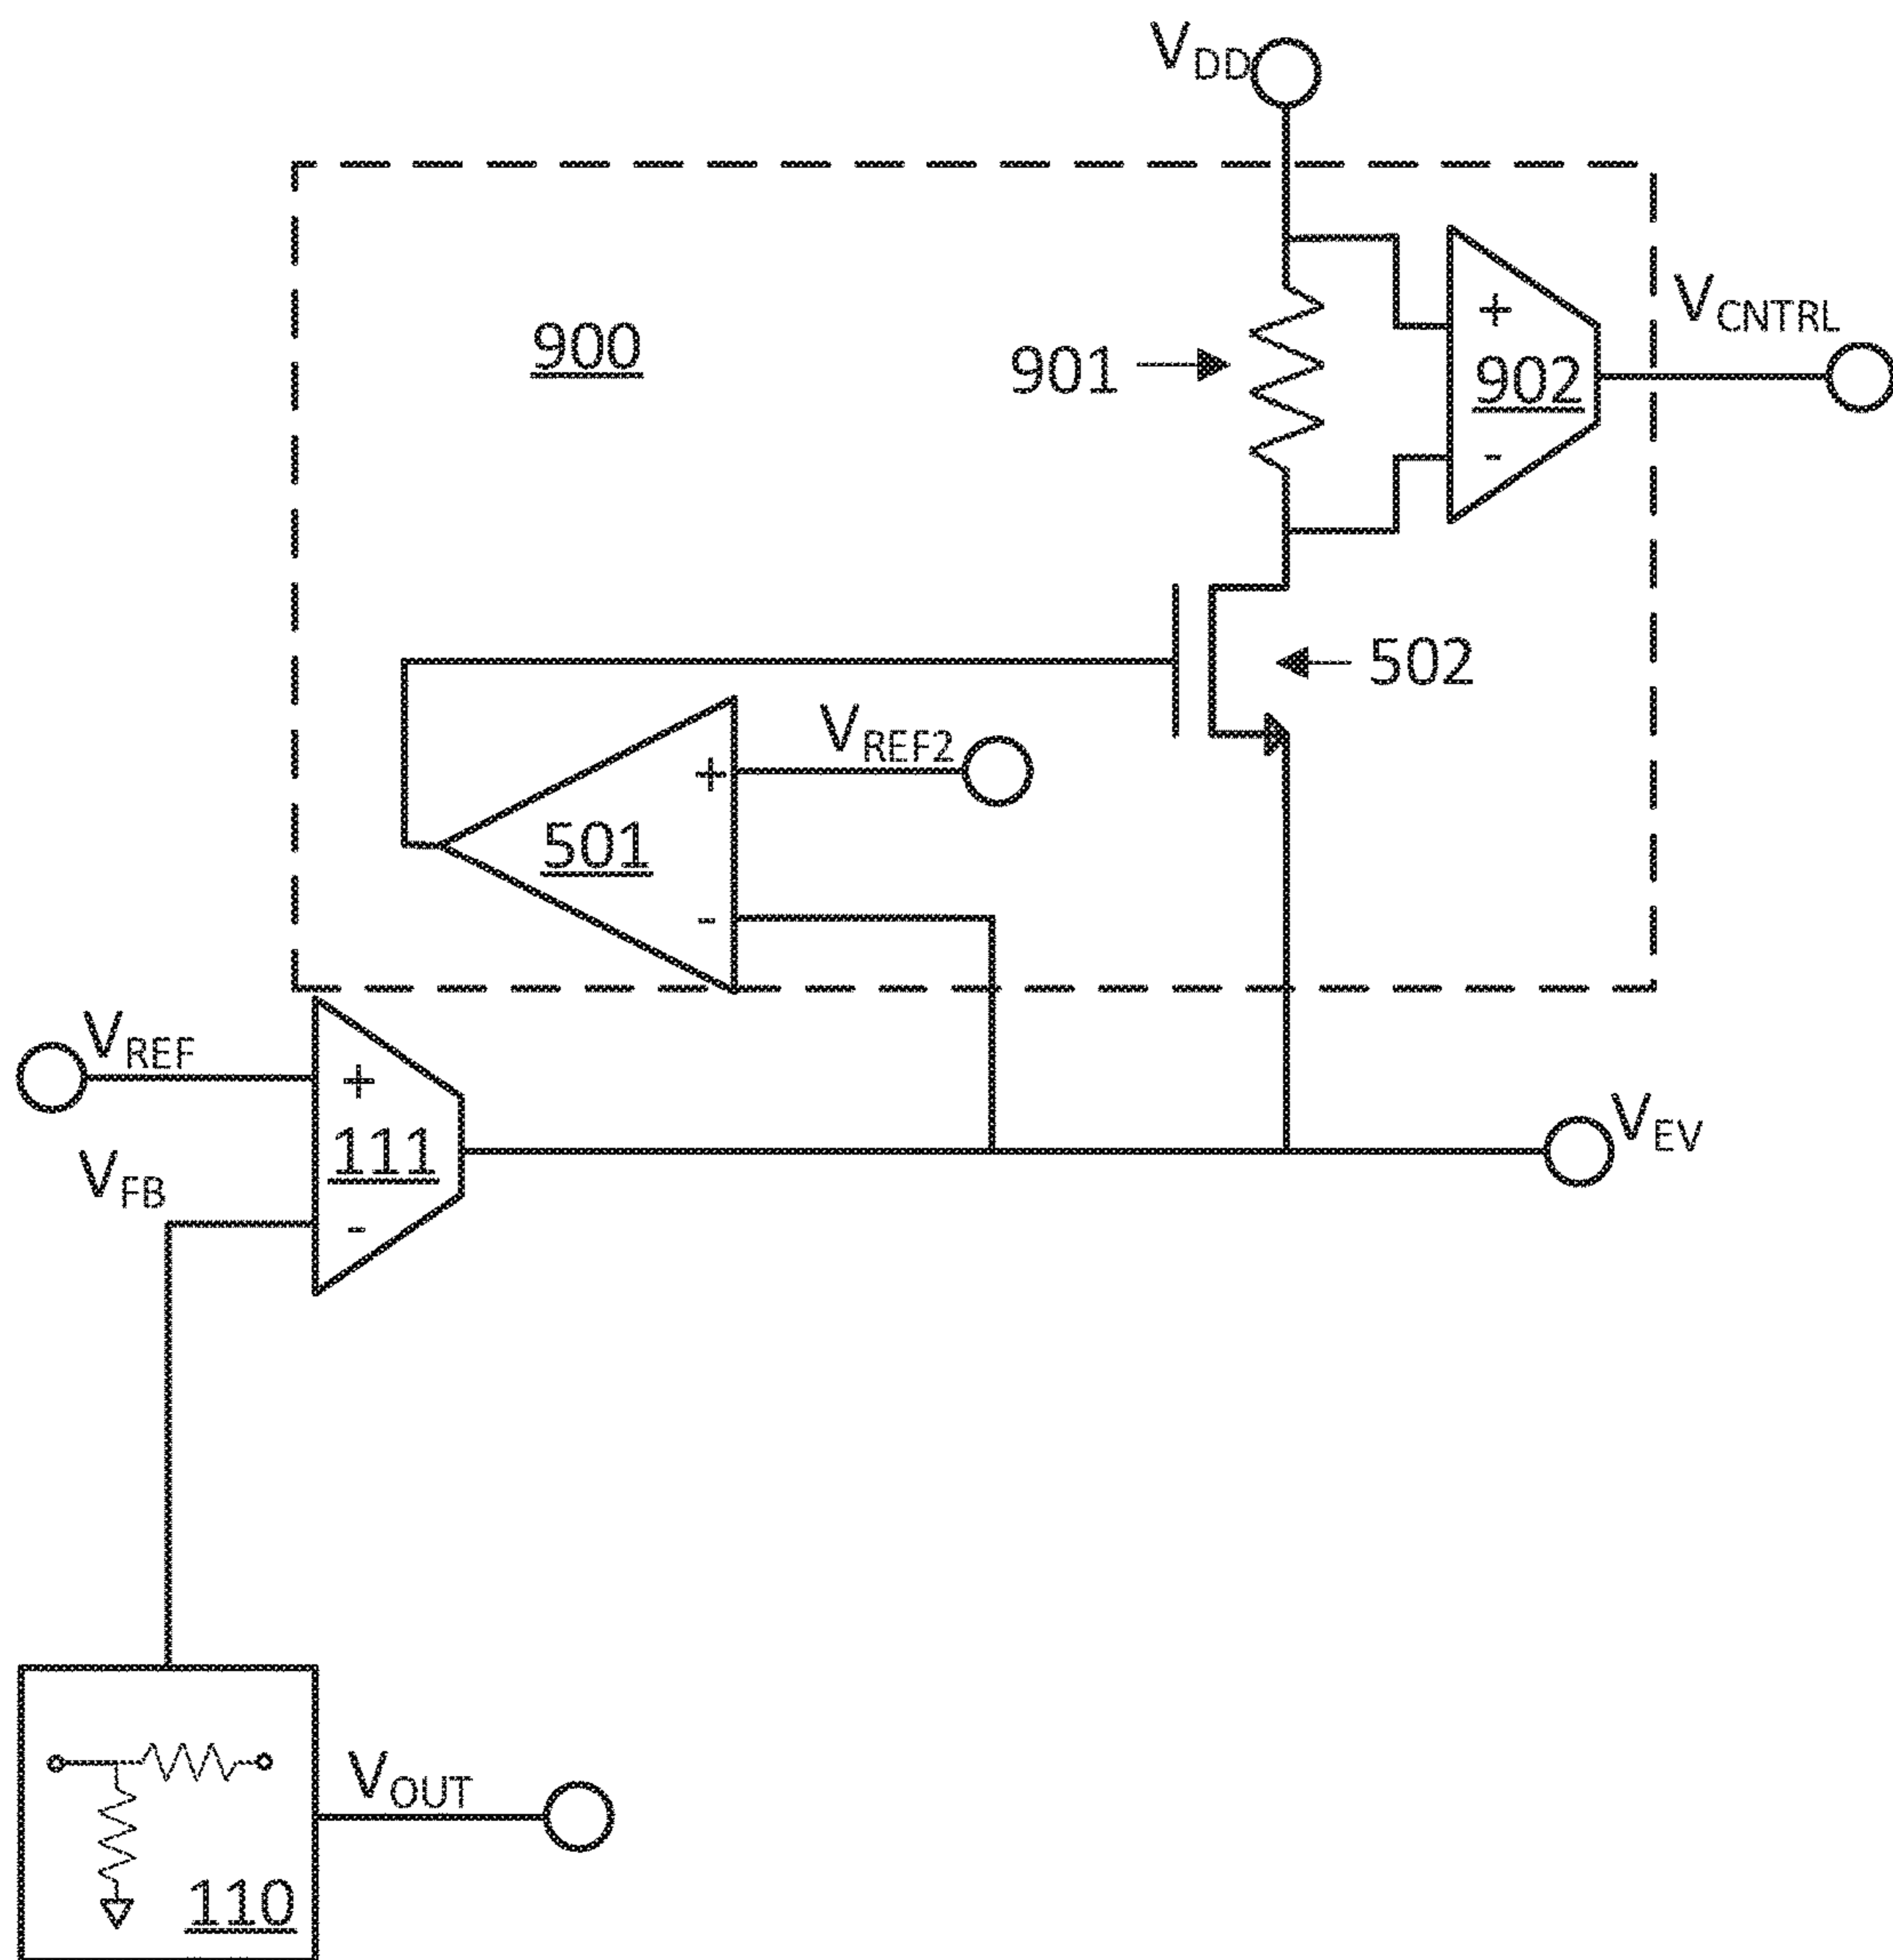 VDD
900
901
+
902
-
VCNTRL
502
VREF2
+
501
-
VREF
+
111
-
VFB
VEV
VOUT
110